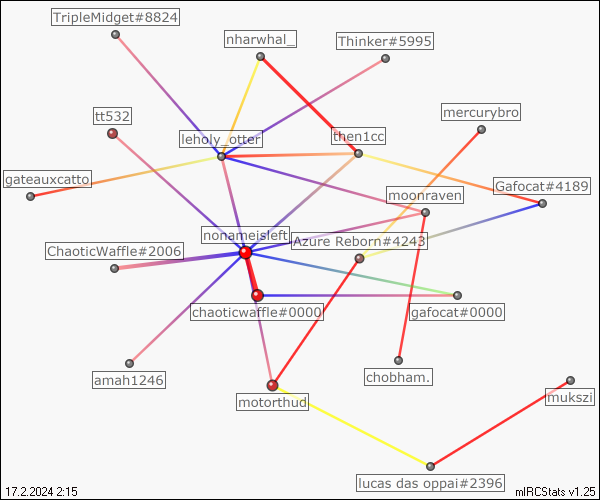 TripleMidget#8824
nharwhal_
Thinker#5995
tt532
mercurybro
leholy_otter
then1cc
gateauxcatto
Gafocat#4189
moonraven
nonameisleft
Azure Reborn#4243
ChaoticWaffle#2006
chaoticwaffle#0000
gafocat#0000
amah1246
chobham.
motorthud
mukszi
lucas das oppai#2396
17.2.2024 2:15
mIRCStats v1.25